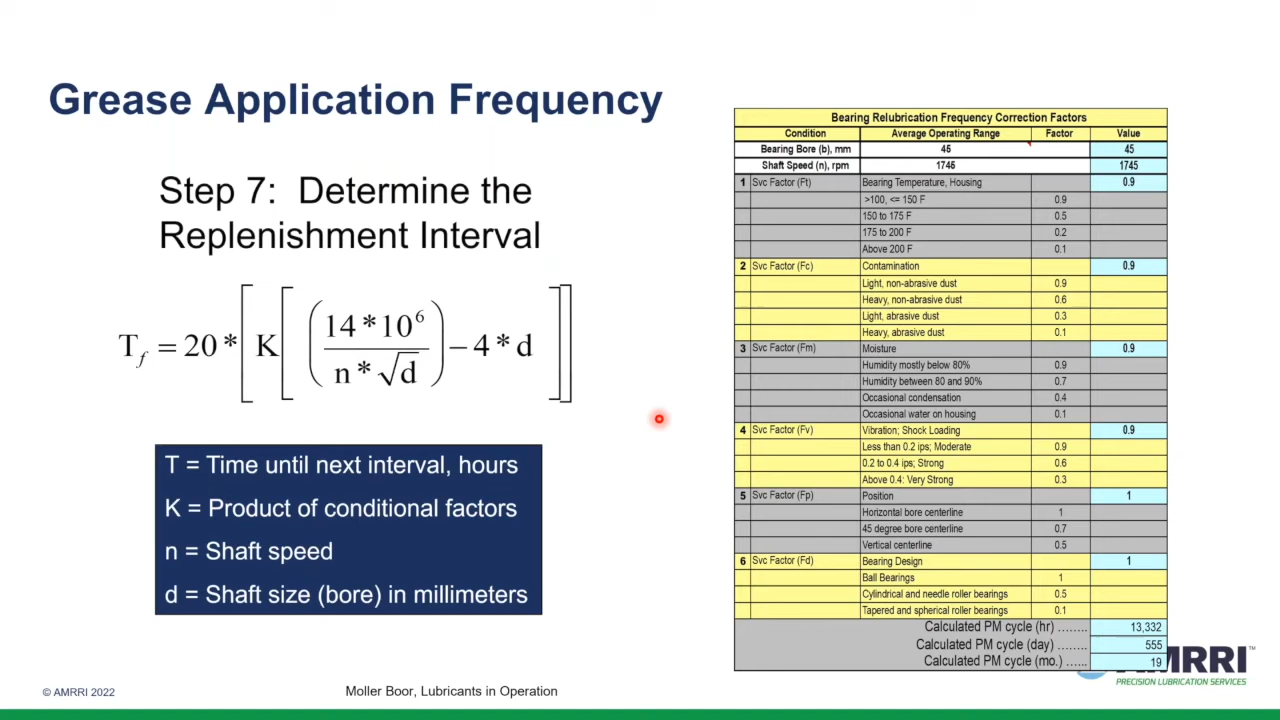 Grease Application Frequency
Step 7: Determine the
Replenishment Interval
T_f = 20 * [ K [ ( 14 * 10^6 / n * √d ) − 4 * d ] ]
T = Time until next interval, hours
K = Product of conditional factors
n = Shaft speed
d = Shaft size (bore) in millimeters
Bearing Relubrication Frequency Correction Factors
Condition Average Operating Range Factor Value
Bearing Bore (b), mm 45 45
Shaft Speed (n), rpm 1745 1745
1 Svc Factor (Ft) Bearing Temperature, Housing 0.9
>100, <= 150 F 0.9
150 to 175 F 0.5
175 to 200 F 0.2
Above 200 F 0.1
2 Svc Factor (Fc) Contamination 0.9
Light, non-abrasive dust 0.9
Heavy, non-abrasive dust 0.6
Light, abrasive dust 0.3
Heavy, abrasive dust 0.1
3 Svc Factor (Fm) Moisture 0.9
Humidity mostly below 80% 0.9
Humidity between 80 and 90% 0.7
Occasional condensation 0.4
Occasional water on housing 0.1
4 Svc Factor (Fv) Vibration; Shock Loading 0.9
Less than 0.2 ips; Moderate 0.9
0.2 to 0.4 ips; Strong 0.6
Above 0.4: Very Strong 0.3
5 Svc Factor (Fp) Position 1
Horizontal bore centerline 1
45 degree bore centerline 0.7
Vertical centerline 0.5
6 Svc Factor (Fd) Bearing Design 1
Ball Bearings 1
Cylindrical and needle roller bearings 0.5
Tapered and spherical roller bearings 0.1
Calculated PM cycle (hr) …….. 13,332
Calculated PM cycle (day) …….. 555
Calculated PM cycle (mo.) …... 19
AMRRI™
PRECISION LUBRICATION SERVICES
© AMRRI 2022
Moller Boor, Lubricants in Operation